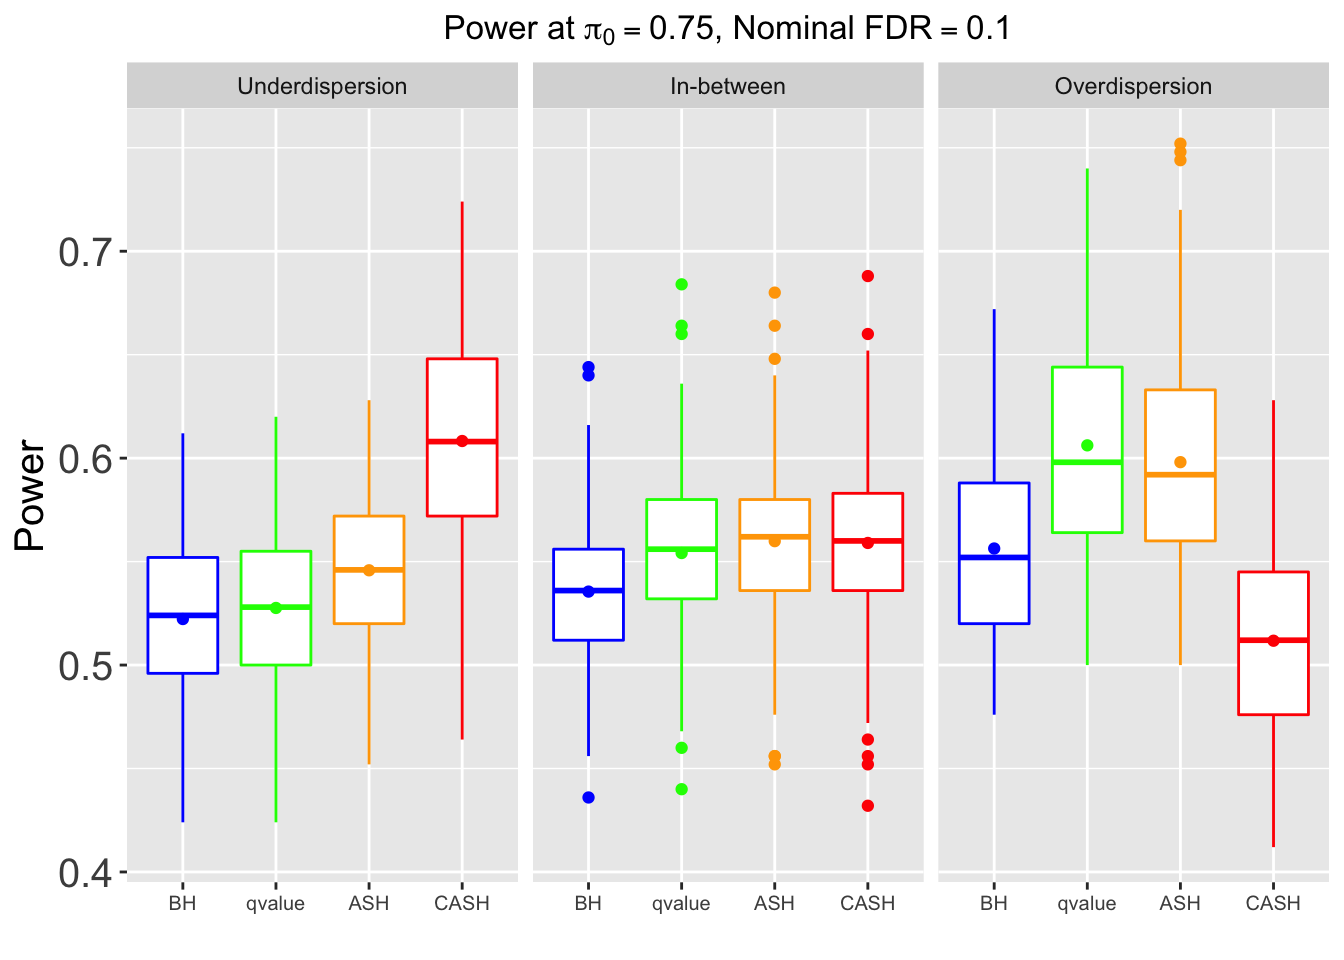 Power at π₀ = 0.75, Nominal FDR = 0.1
Underdispersion
In-between
Overdispersion
Power
0.7
0.6
0.5
0.4
BH qvalue ASH CASH
BH qvalue ASH CASH
BH qvalue ASH CASH